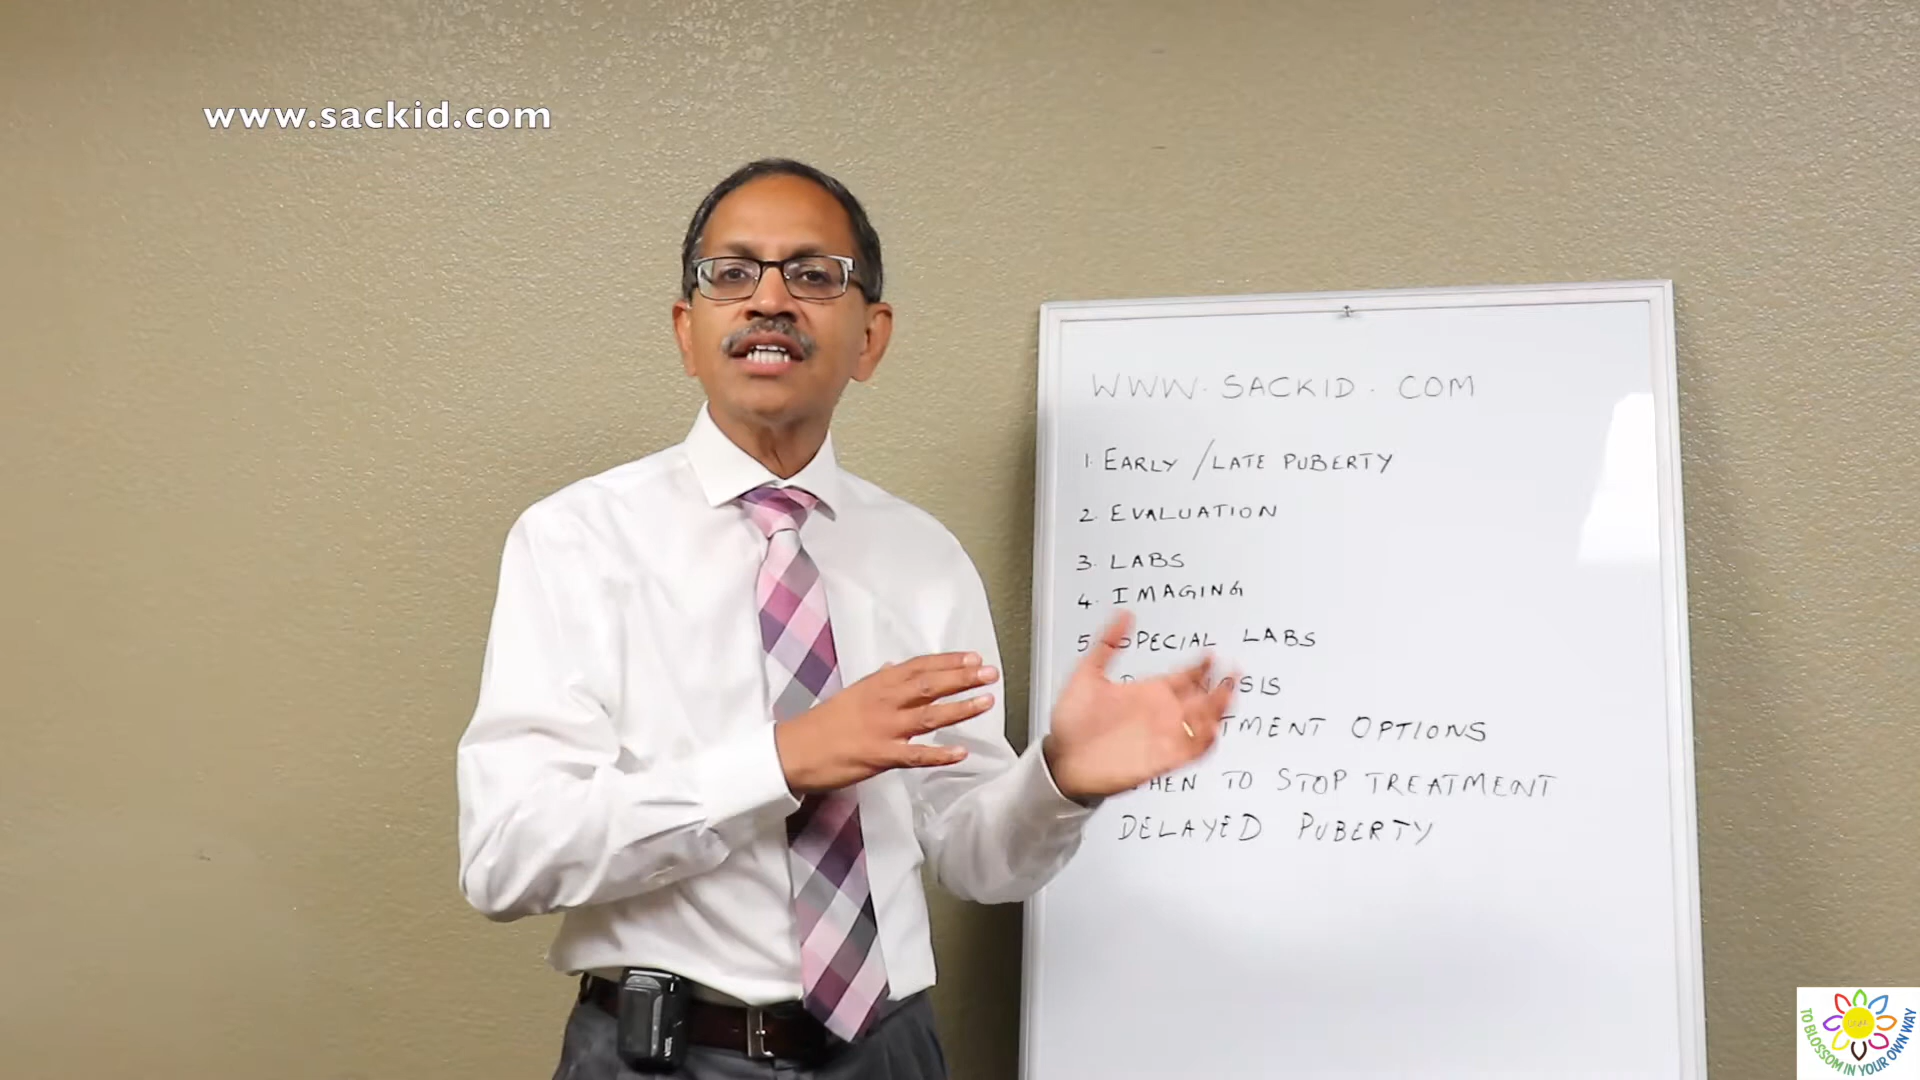 www.sackid.com
WWW. SACKID. COM
1. EARLY / LATE PUBERTY
2. EVALUATION
3. LABS
4. IMAGING
5. SPECIAL LABS
TO STOP TREATMENT
OPTIONS
DELAYED PUBERTY
TO BLOSSOM IN YOUR OWN WAY